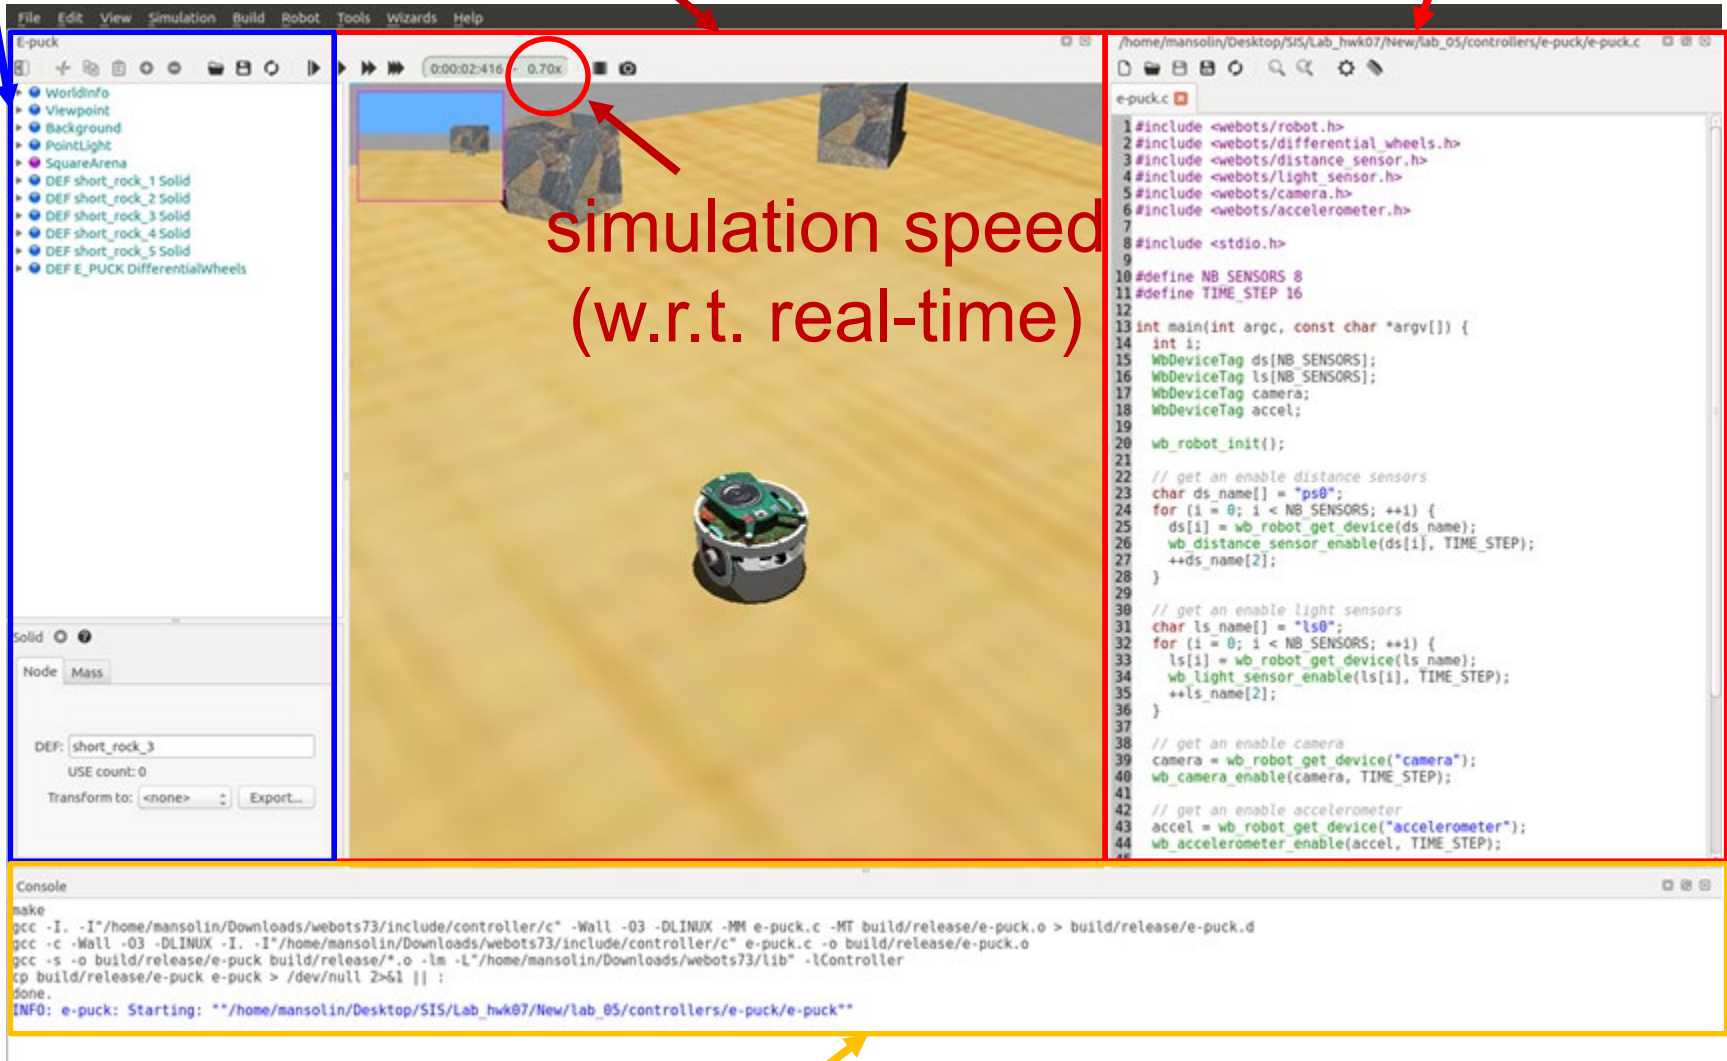 File Edit View Simulation Build Robot Tools Wizards Help
E-puck
0:00:02:416 - 0.70x
/home/mansolin/Desktop/SIS/Lab_hwk07/New/lab_05/controllers/e-puck/e-puck.c
WorldInfo
Viewpoint
Background
PointLight
SquareArena
DEF short_rock_1 Solid
DEF short_rock_2 Solid
DEF short_rock_3 Solid
DEF short_rock_4 Solid
DEF short_rock_5 Solid
DEF E_PUCK DifferentialWheels
Solid
Node Mass
DEF: short_rock_3
USE count: 0
Transform to: <none> Export...
simulation speed
(w.r.t. real-time)
e-puck.c
1 #include <webots/robot.h>
2 #include <webots/differential_wheels.h>
3 #include <webots/distance_sensor.h>
4 #include <webots/light_sensor.h>
5 #include <webots/camera.h>
6 #include <webots/accelerometer.h>
7
8 #include <stdio.h>
9
10 #define NB_SENSORS 8
11 #define TIME_STEP 16
12
13 int main(int argc, const char *argv[]) {
14 int i;
15 WbDeviceTag ds[NB_SENSORS];
16 WbDeviceTag ls[NB_SENSORS];
17 WbDeviceTag camera;
18 WbDeviceTag accel;
19
20 wb_robot_init();
21
22 // get an enable distance sensors
23 char ds_name[] = "ps0";
24 for (i = 0; i < NB_SENSORS; ++i) {
25 ds[i] = wb_robot_get_device(ds_name);
26 wb_distance_sensor_enable(ds[i], TIME_STEP);
27 ++ds_name[2];
28 }
29
30 // get an enable light sensors
31 char ls_name[] = "ls0";
32 for (i = 0; i < NB_SENSORS; ++i) {
33 ls[i] = wb_robot_get_device(ls_name);
34 wb_light_sensor_enable(ls[i], TIME_STEP);
35 ++ls_name[2];
36 }
37
38 // get an enable camera
39 camera = wb_robot_get_device("camera");
40 wb_camera_enable(camera, TIME_STEP);
41
42 // get an enable accelerometer
43 accel = wb_robot_get_device("accelerometer");
44 wb_accelerometer_enable(accel, TIME_STEP);
Console
make
gcc -I. -I"/home/mansolin/Downloads/webots73/include/controller/c" -Wall -O3 -DLINUX -MM e-puck.c -MT build/release/e-puck.o > build/release/e-puck.d
gcc -c -Wall -O3 -DLINUX -I. -I"/home/mansolin/Downloads/webots73/include/controller/c" e-puck.c -o build/release/e-puck.o
gcc -s -o build/release/e-puck build/release/*.o -lm -L"/home/mansolin/Downloads/webots73/lib" -lController
cp build/release/e-puck e-puck > /dev/null 2>&1 || :
done.
INFO: e-puck: Starting: ""/home/mansolin/Desktop/SIS/Lab_hwk07/New/lab_05/controllers/e-puck/e-puck""